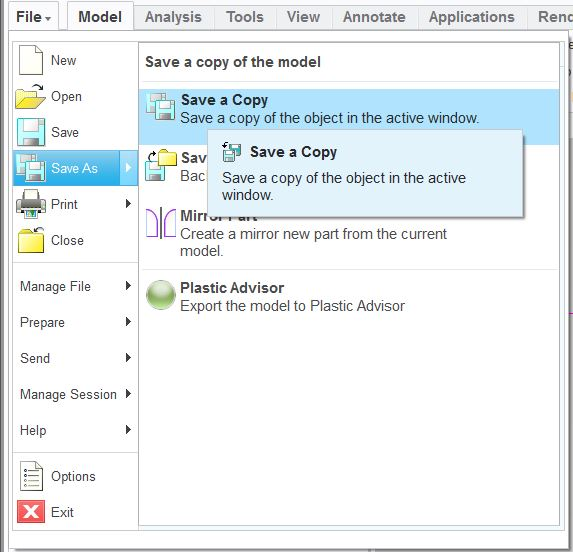 File Model Analysis Tools View Annotate Applications Rend
New
Open
Save
Save As
Print
Close
Manage File
Prepare
Send
Manage Session
Help
Options
Exit
Save a copy of the model
Save a Copy
Save a copy of the object in the active window.
Sav
Bac
Save a Copy
Save a copy of the object in the active
window.
Mirror Part
Create a mirror new part from the current
model.
Plastic Advisor
Export the model to Plastic Advisor